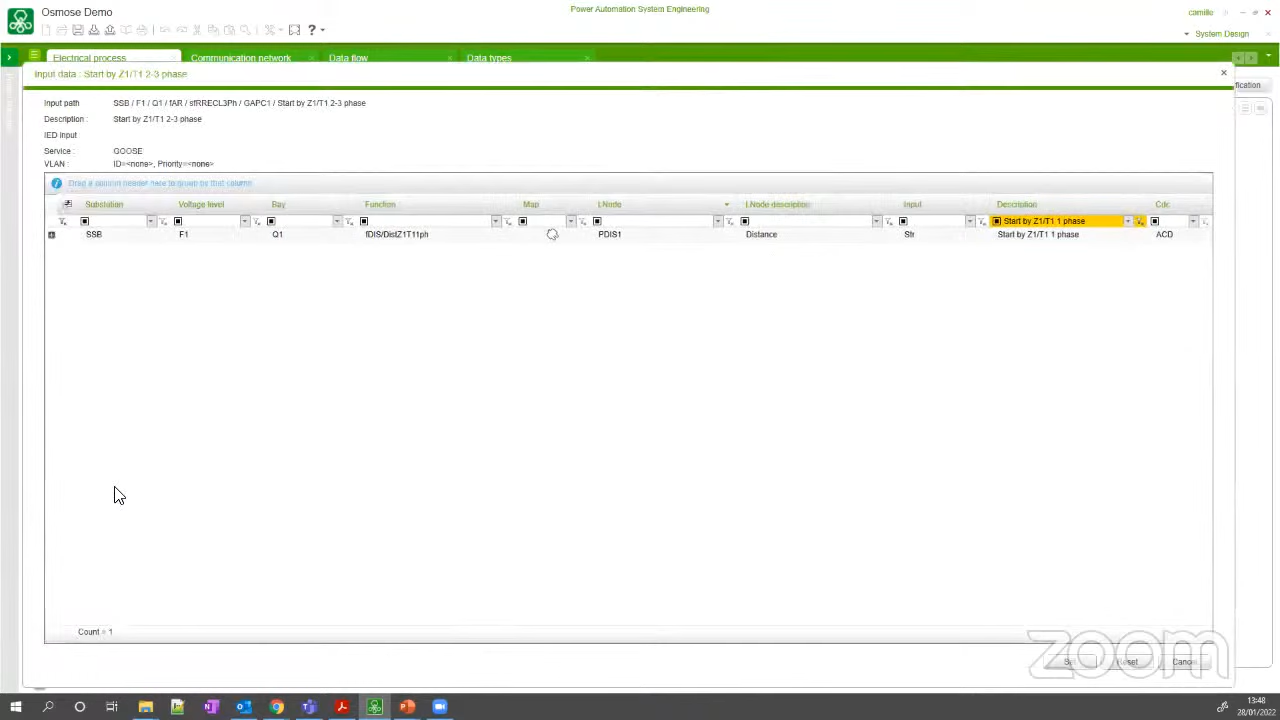 Osmose Demo
Power Automation System Engineering
camille
System Design
Electrical process
Communication network
Data flow
Data types
Input data : Start by Z1/T1 2-3 phase
ification
Input path SSB / F1 / Q1 / fAR / sfRRECL3Ph / GAPC1 / Start by Z1/T1 2-3 phase
Description : Start by Z1/T1 2-3 phase
IED input
Service : GOOSE
VLAN : ID=<none>, Priority=<none>
Drag a column header here to group by that column
Substation Voltage level Bay Function Map LNode LNode description Input Description Cdc
Start by Z1/T1 1 phase
SSB F1 Q1 fDIS/DistZ1T11ph PDIS1 Distance Str Start by Z1/T1 1 phase ACD
Count = 1
Reset Cancel
zoom
13:48
28/01/2022